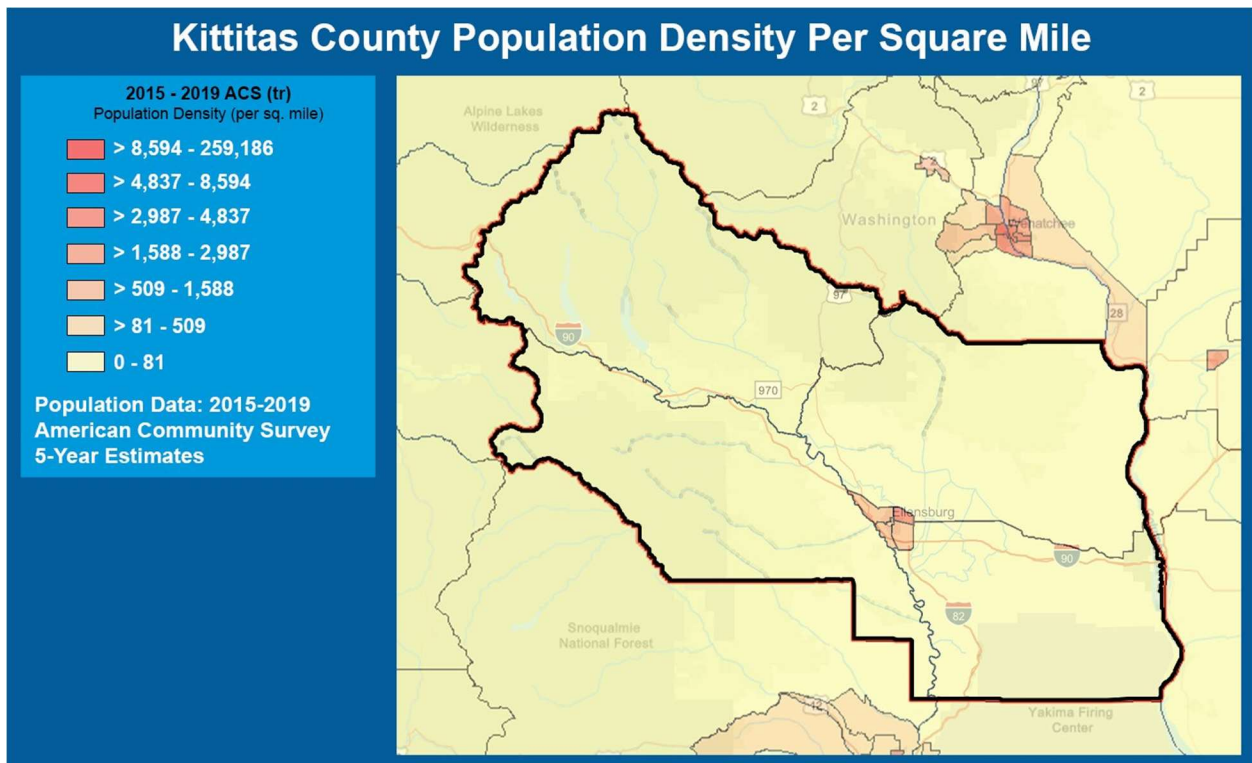 Kittitas County Population Density Per Square Mile
2015 - 2019 ACS (tr)
Population Density (per sq. mile)
> 8,594 - 259,186
> 4,837 - 8,594
> 2,987 - 4,837
> 1,588 - 2,987
> 509 - 1,588
> 81 - 509
0 - 81
Population Data: 2015-2019
American Community Survey
5-Year Estimates
97
2
2
Alpine Lakes
Wilderness
Washington
Wenatchee
97
28
90
970
Ellensburg
90
82
Snoqualmie
National Forest
12
Yakima Firing
Center